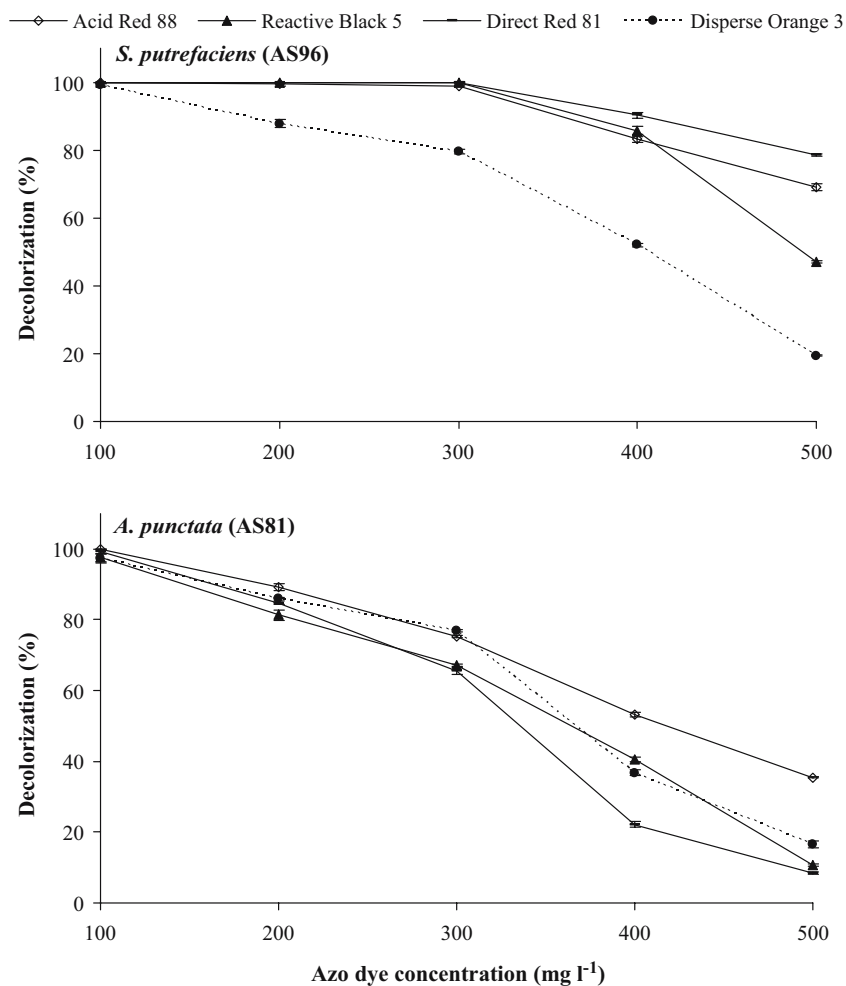 Acid Red 88 Reactive Black 5 Direct Red 81 Disperse Orange 3
S. putrefaciens (AS96)
100
80
60
40
20
0
Decolorization (%)
100 200 300 400 500
A. punctata (AS81)
100
80
60
40
20
0
Decolorization (%)
100 200 300 400 500
Azo dye concentration (mg l⁻¹)